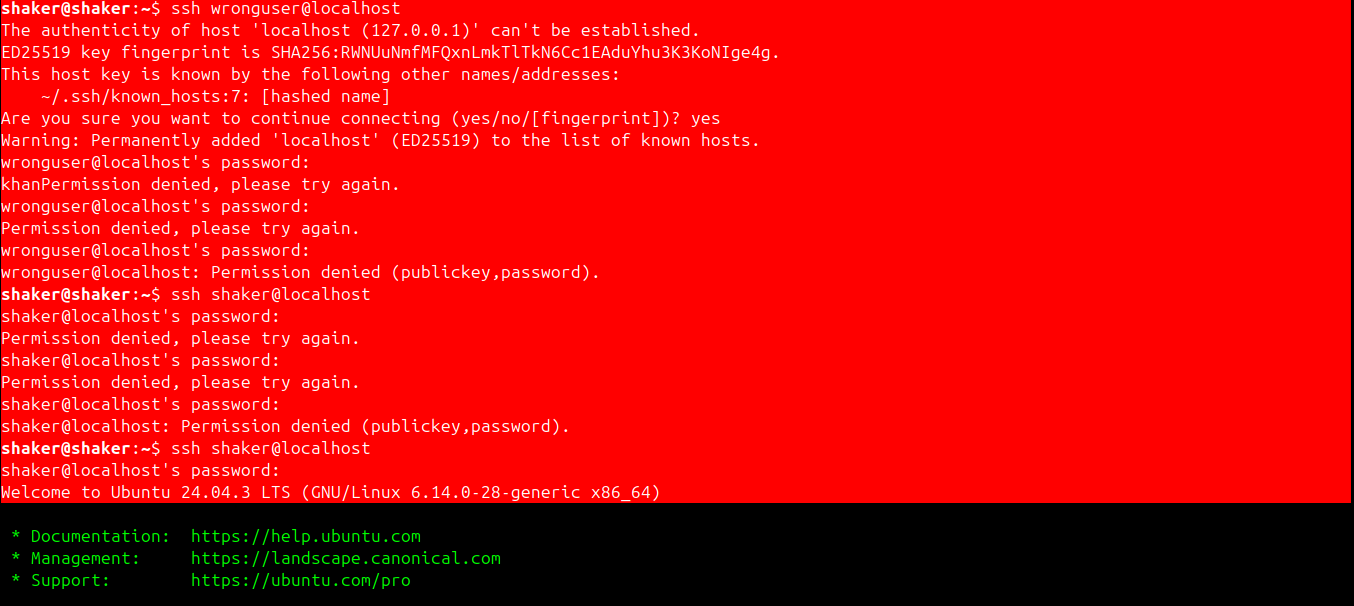 shaker@shaker:~$ ssh wronguser@localhost
The authenticity of host 'localhost (127.0.0.1)' can't be established.
ED25519 key fingerprint is SHA256:RWNUuNmfMFQxnLmkTlTkN6Cc1EAduYhu3K3KoNIge4g.
This host key is known by the following other names/addresses:
    ~/.ssh/known_hosts:7: [hashed name]
Are you sure you want to continue connecting (yes/no/[fingerprint])? yes
Warning: Permanently added 'localhost' (ED25519) to the list of known hosts.
wronguser@localhost's password:
khanPermission denied, please try again.
wronguser@localhost's password:
Permission denied, please try again.
wronguser@localhost's password:
wronguser@localhost: Permission denied (publickey,password).
shaker@shaker:~$ ssh shaker@localhost
shaker@localhost's password:
Permission denied, please try again.
shaker@localhost's password:
Permission denied, please try again.
shaker@localhost's password:
shaker@localhost: Permission denied (publickey,password).
shaker@shaker:~$ ssh shaker@localhost
shaker@localhost's password:
Welcome to Ubuntu 24.04.3 LTS (GNU/Linux 6.14.0-28-generic x86_64)
 * Documentation:  https://help.ubuntu.com
 * Management:     https://landscape.canonical.com
 * Support:        https://ubuntu.com/pro